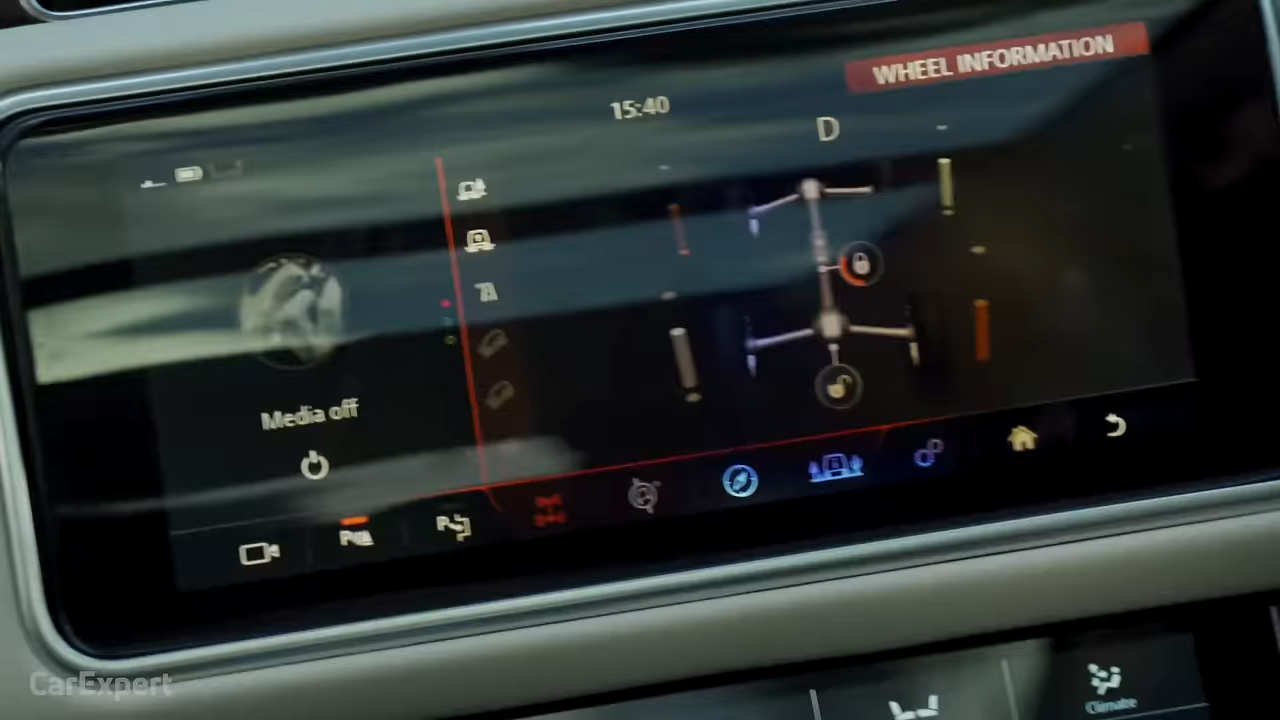 WHEEL INFORMATION
15:40
D
Media off
P
P
CarExpert
Climate